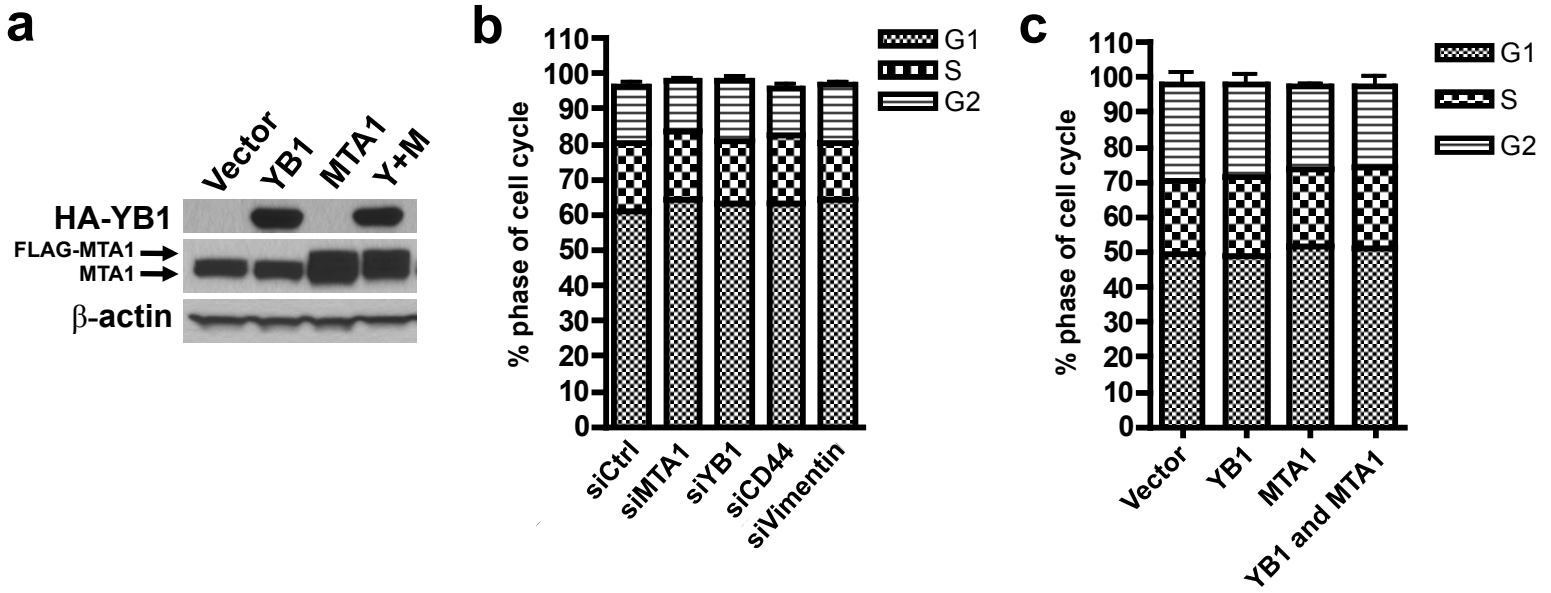 a
Vector
YB1
MTA1
Y+M
HA-YB1
FLAG-MTA1
MTA1
β-actin
b
% phase of cell cycle
110
100
90
80
70
60
50
40
30
20
10
0
siCtrl
siMTA1
siYB1
siCD44
siVimentin
G1
S
G2
c
% phase of cell cycle
110
100
90
80
70
60
50
40
30
20
10
0
Vector
YB1
MTA1
YB1 and MTA1
G1
S
G2